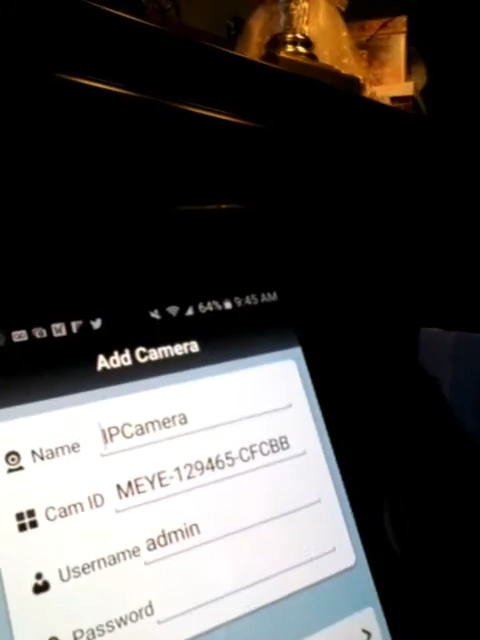 64% 9:45 AM
Add Camera
Name IPCamera
Cam ID MEYE-129465-CFCBB
Username admin
Password